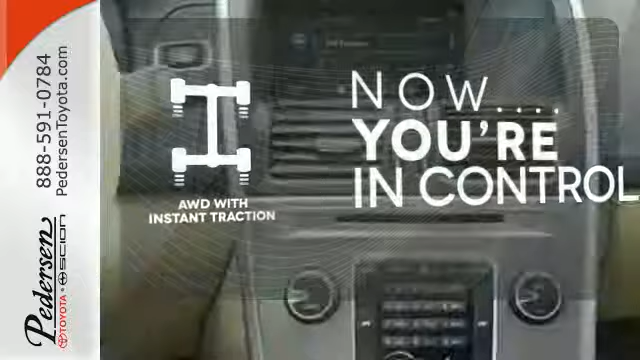 888-591-0784
PedersenToyota.com
Pedersen
TOYOTA • SCION
AWD WITH
INSTANT TRACTION
NOW....
YOU'RE
IN CONTROL